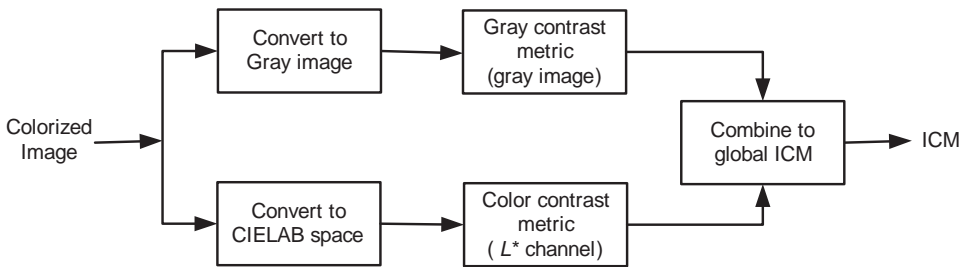 Colorized
Image
Convert to
Gray image
Gray contrast
metric
(gray image)
Convert to
CIELAB space
Color contrast
metric
( L* channel)
Combine to
global ICM
ICM